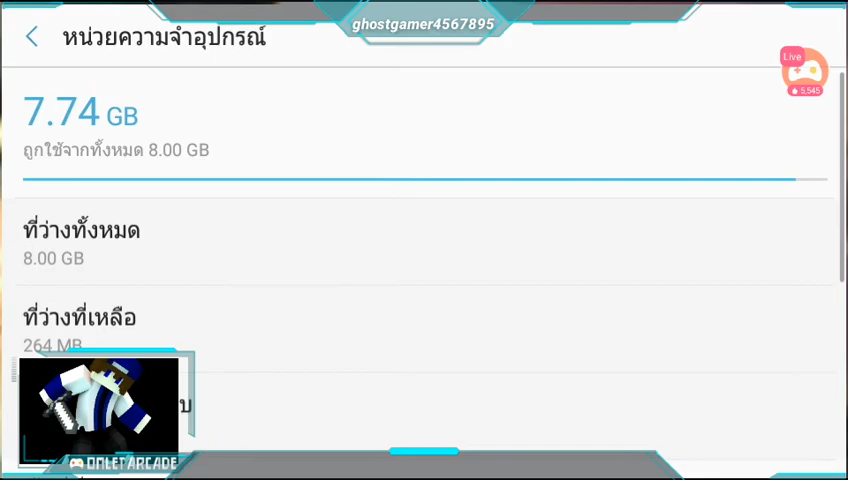 ghostgamer4567895
หน่วยความจำอุปกรณ์
Live
5,545
7.74 GB
ถูกใช้จากทั้งหมด 8.00 GB
ที่ว่างทั้งหมด
8.00 GB
ที่ว่างที่เหลือ
264 MB
บ
OMLET ARCADE